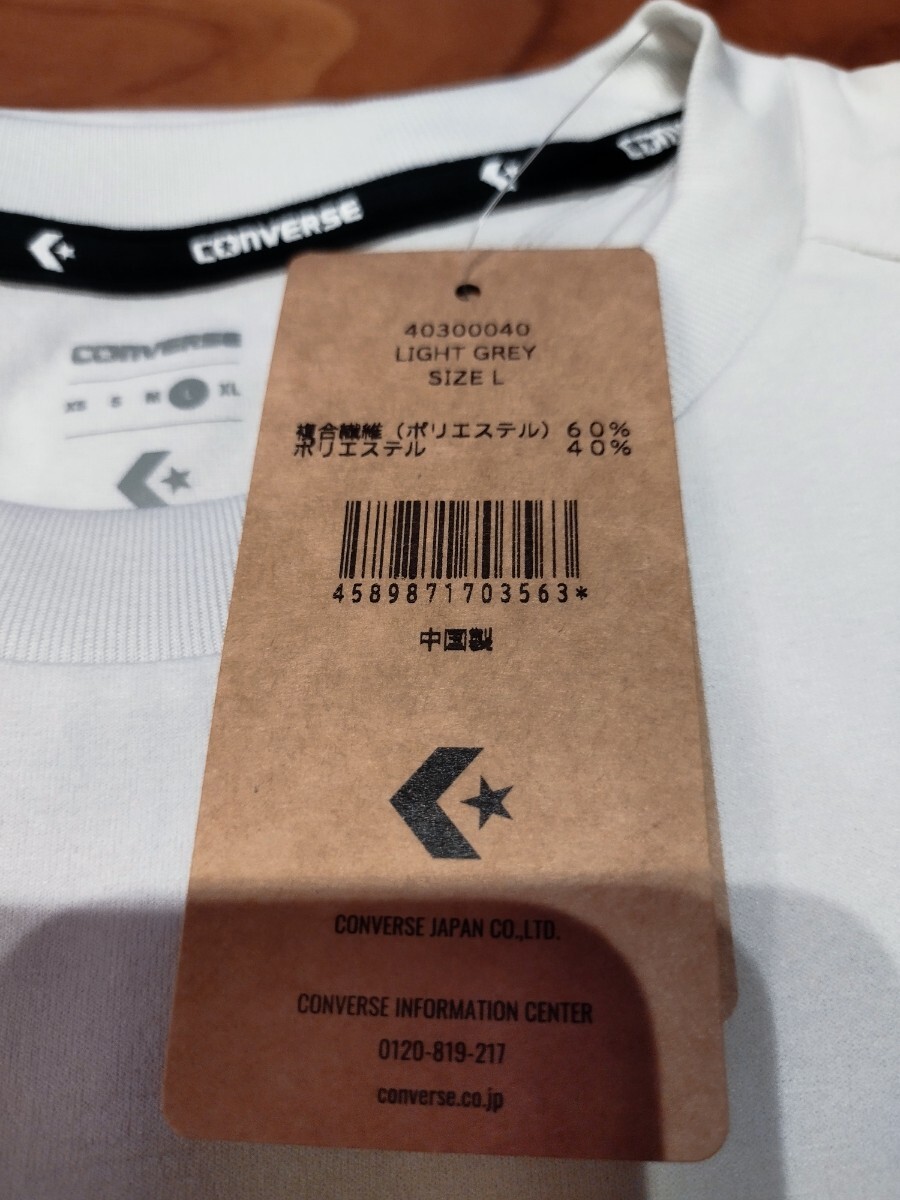 CONVERSE
CONVERSE
XS S M L XL
40300040
LIGHT GREY
SIZE L
複合繊維（ポリエステル）60%
ポリエステル 40%
4589871703563*
中国製
CONVERSE JAPAN CO.,LTD.
CONVERSE INFORMATION CENTER
0120-819-217
converse.co.jp